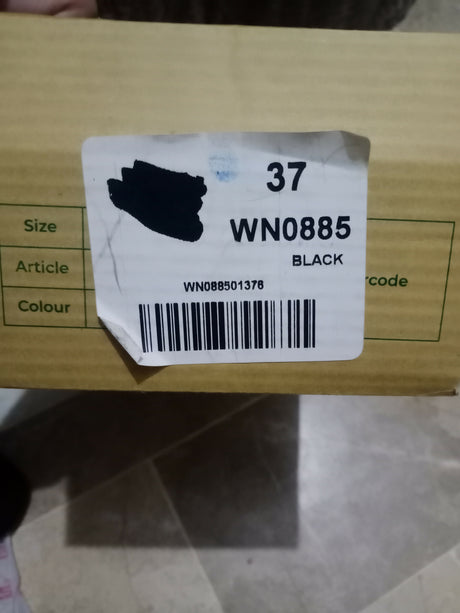 37
WN0885
BLACK
WN088501376
Size
Article
Colour
rcode